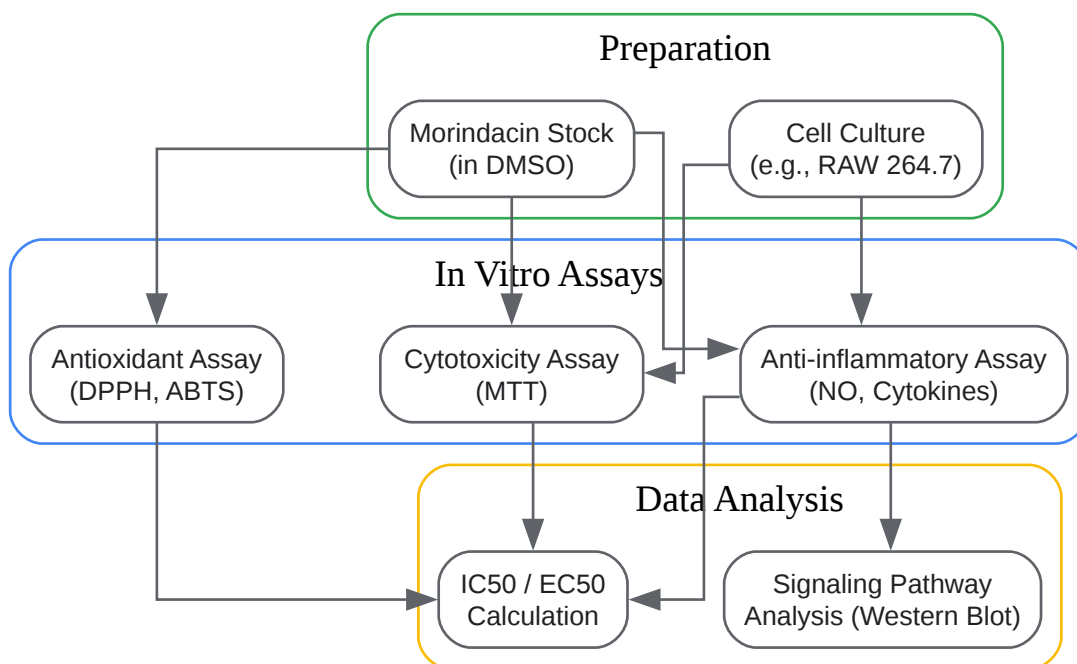 Preparation
Morindacin Stock
(in DMSO)
Cell Culture
(e.g., RAW 264.7)
In Vitro Assays
Antioxidant Assay
(DPPH, ABTS)
Cytotoxicity Assay
(MTT)
Anti-inflammatory Assay
(NO, Cytokines)
Data Analysis
IC50 / EC50
Calculation
Signaling Pathway
Analysis (Western Blot)